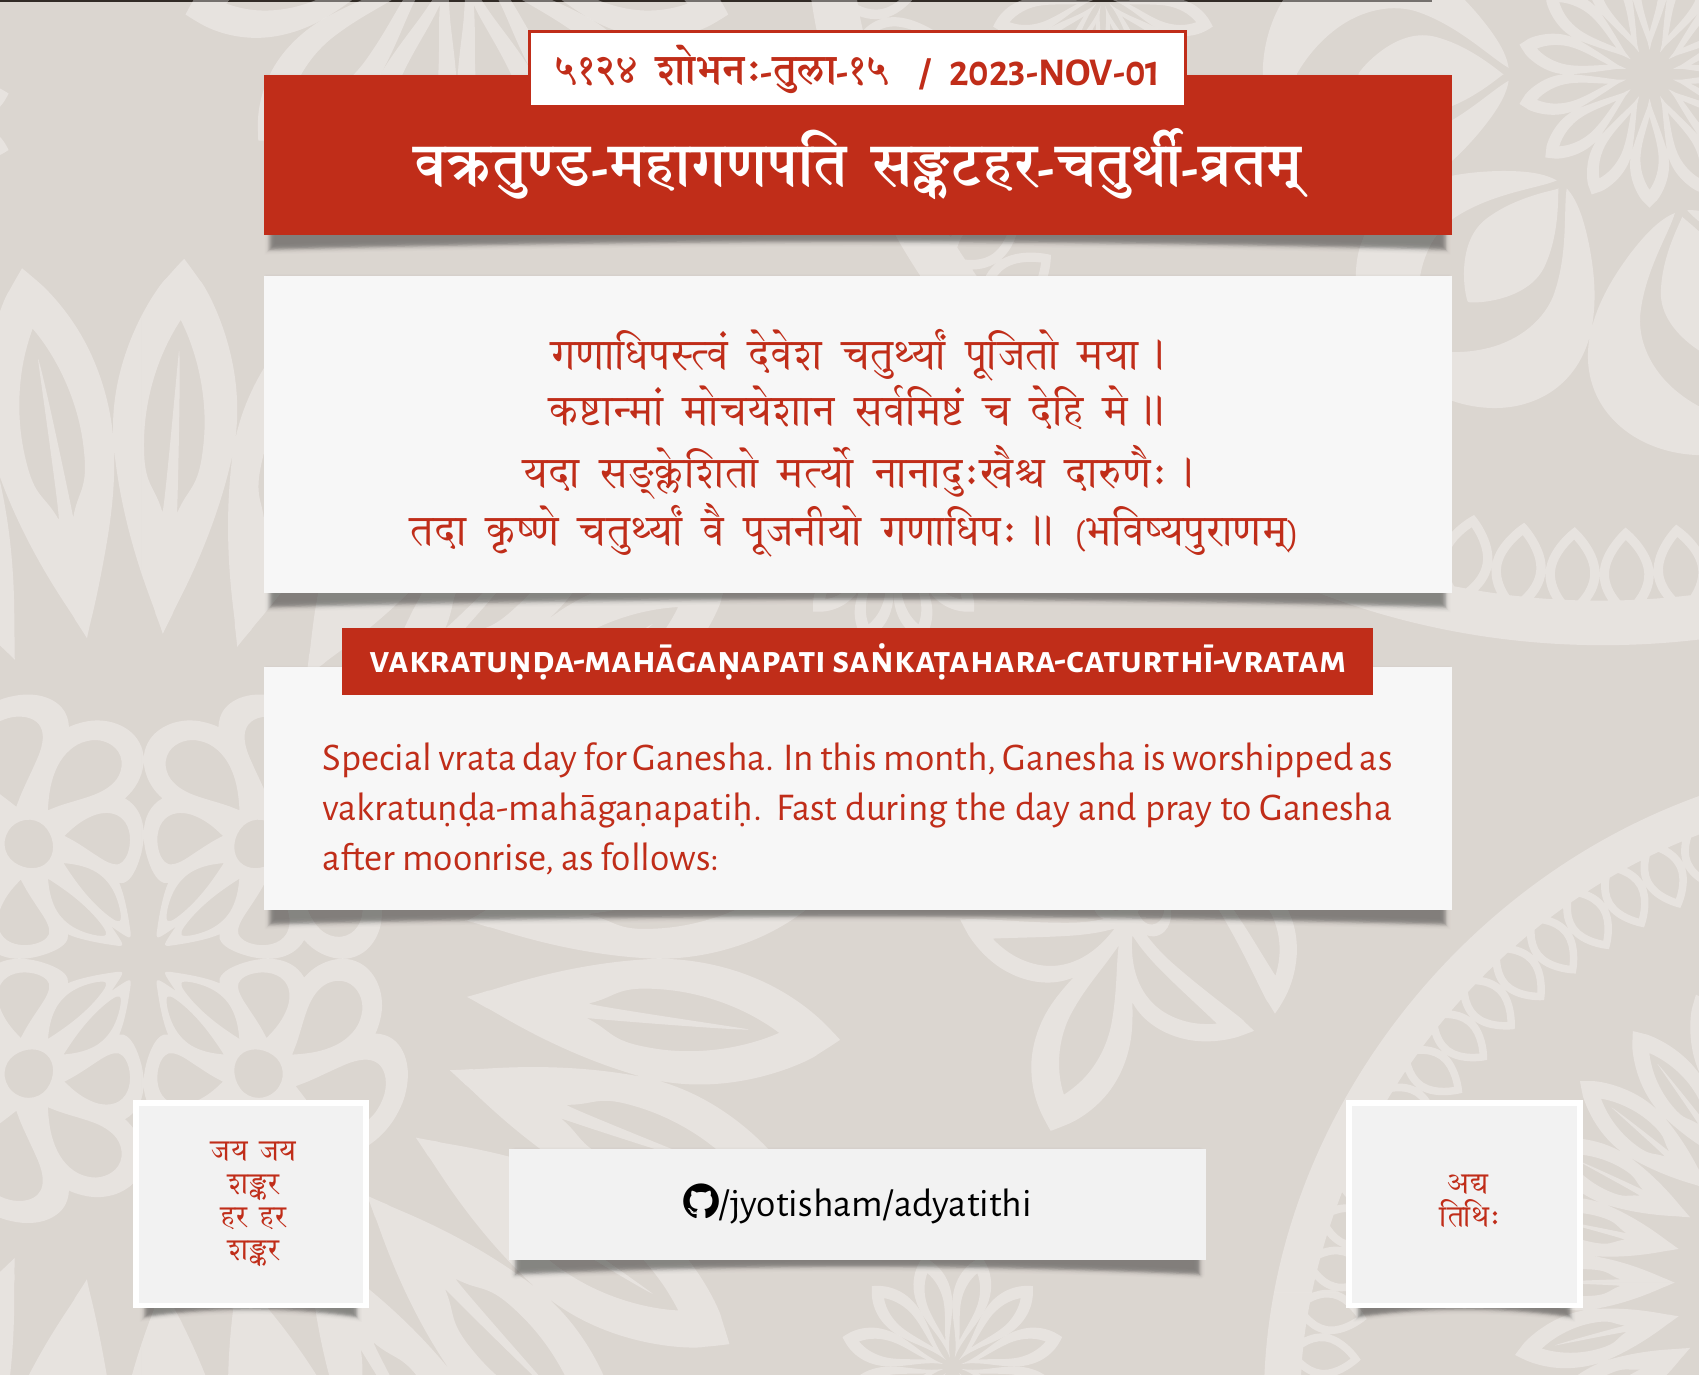 ५१२४ शोभनः-तुला-१५ / 2023-NOV-01
वक्रतुण्ड-महागणपति सङ्कटहर-चतुर्थी-व्रतम्
गणाधिपस्त्वं देवेश चतुर्थ्यां पूजितो मया ।
कष्टान्मां मोचयेशान सर्वमिष्टं च देहि मे ॥
यदा सङ्क्लेशितो मर्त्यो नानादुःखैश्च दारुणैः ।
तदा कृष्णे चतुर्थ्यां वै पूजनीयो गणाधिपः ॥ (भविष्यपुराणम्)
VAKRATUṆḌA-MAHĀGAṆAPATI SAṄKAṬAHARA-CATURTHĪ-VRATAM
Special vrata day for Ganesha. In this month, Ganesha is worshipped as
vakratuṇḍa-mahāgaṇapatiḥ. Fast during the day and pray to Ganesha
after moonrise, as follows:
जय जय
शङ्कर
हर हर
शङ्कर
/jyotisham/adyatithi
अद्य
तिथिः